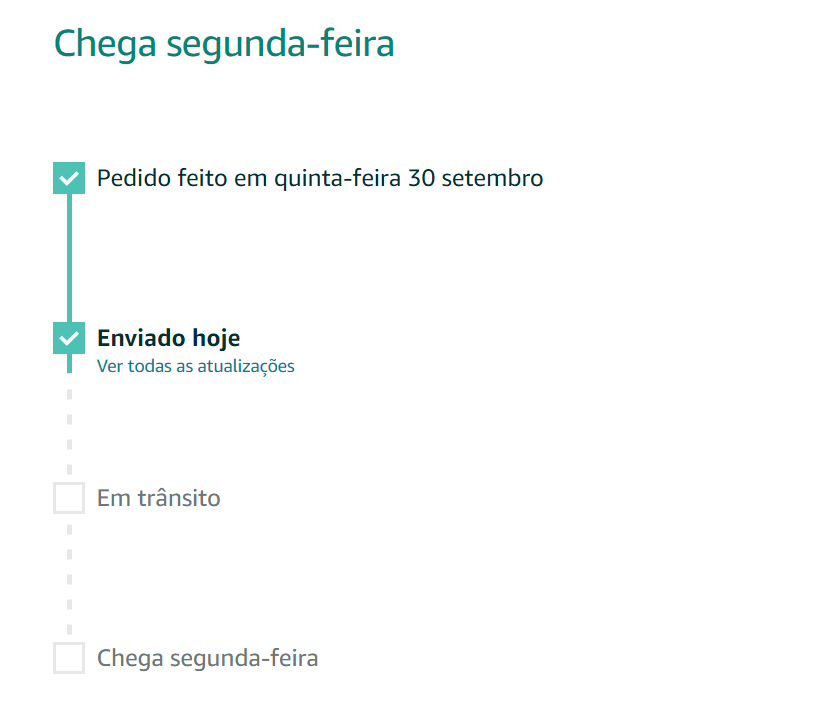 Chega segunda-feira
Pedido feito em quinta-feira 30 setembro
Enviado hoje
Ver todas as atualizações
Em trânsito
Chega segunda-feira